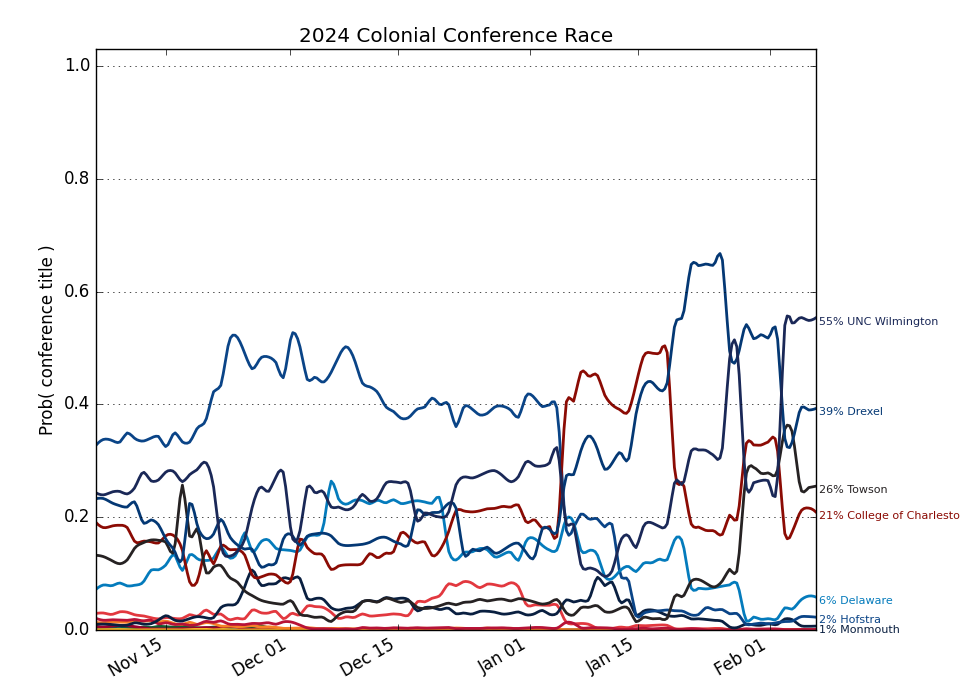 2024 Colonial Conference Race
Prob( conference title )
1.0
0.8
0.6
0.4
0.2
0.0
Nov 15
Dec 01
Dec 15
Jan 01
Jan 15
Feb 01
55% UNC Wilmington
39% Drexel
26% Towson
21% College of Charlesto
6% Delaware
2% Hofstra
1% Monmouth